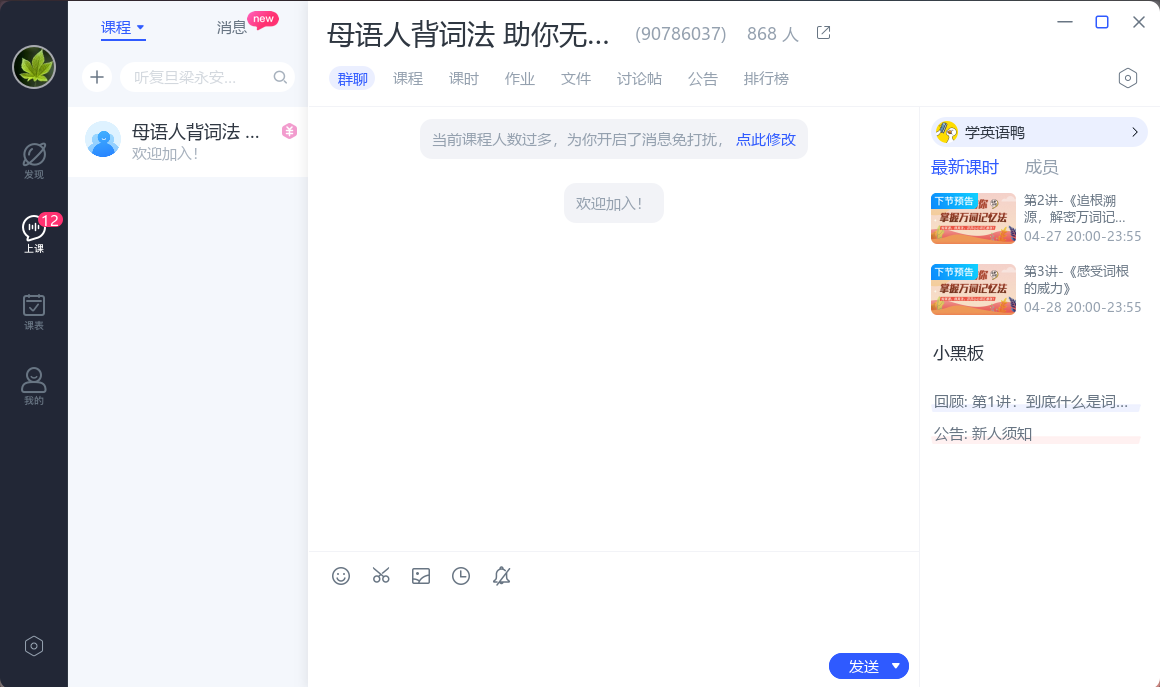 课程
消息
new
听复旦梁永安...
母语人背词法 ...
欢迎加入！
发现
12
上课
课表
我的
母语人背词法 助你无...
(90786037)
868 人
群聊
课程
课时
作业
文件
讨论帖
公告
排行榜
当前课程人数过多，为你开启了消息免打扰， 点此修改
欢迎加入！
发送
学英语鸭
最新课时
成员
下节预告
你
掌握万词记忆法
第2讲-《追根溯
源，解密万词记...
04-27 20:00-23:55
下节预告
你
掌握万词记忆法
第3讲-《感受词根
的威力》
04-28 20:00-23:55
小黑板
回顾: 第1讲：到底什么是词...
公告: 新人须知